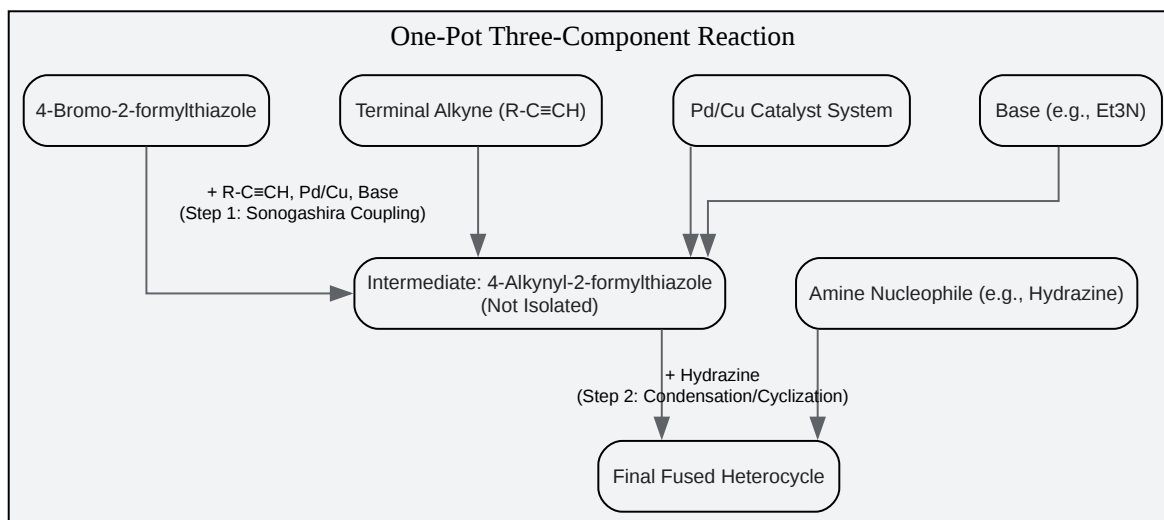 One-Pot Three-Component Reaction
4-Bromo-2-formylthiazole
Terminal Alkyne (R-C≡CH)
Pd/Cu Catalyst System
Base (e.g., Et3N)
+ R-C≡CH, Pd/Cu, Base
(Step 1: Sonogashira Coupling)
Intermediate: 4-Alkynyl-2-formylthiazole
(Not Isolated)
Amine Nucleophile (e.g., Hydrazine)
+ Hydrazine
(Step 2: Condensation/Cyclization)
Final Fused Heterocycle